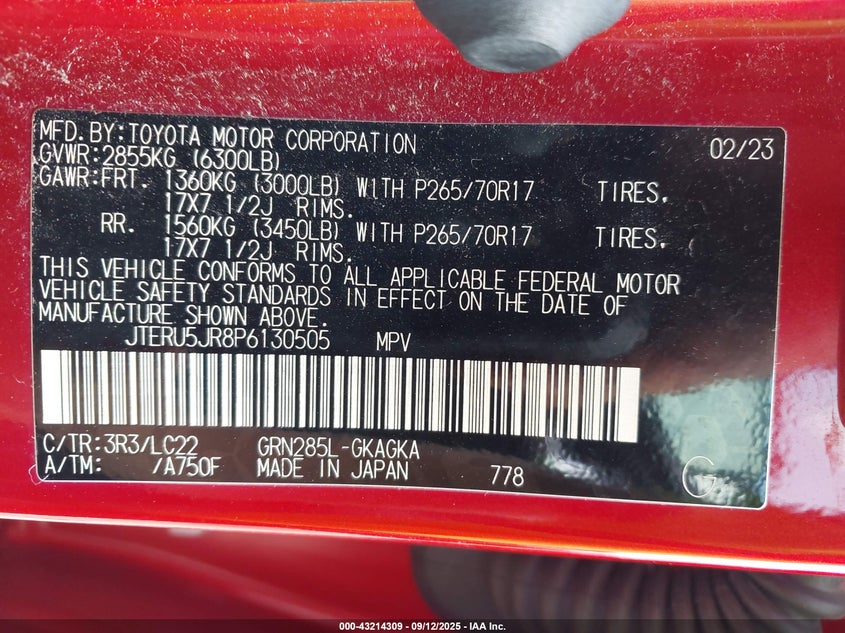 MFD.BY:TOYOTA MOTOR CORPORATION 02/23
GVWR:2855KG (6300LB)
GAWR:FRT. 1360KG (3000LB) WITH P265/70R17 TIRES,
17X7 1/2J RIMS.
RR. 1560KG (3450LB) WITH P265/70R17 TIRES,
17X7 1/2J RIMS.
THIS VEHICLE CONFORMS TO ALL APPLICABLE FEDERAL MOTOR
VEHICLE SAFETY STANDARDS IN EFFECT ON THE DATE OF
MANUFACTURE SHOWN ABOVE.
JTERU5JR8P6130505 MPV
C/TR:3R3/LC22 GRN285L-GKAGKA
A/TM: /A750F MADE IN JAPAN 778 G
000-43214309 - 09/12/2025 - IAA Inc.